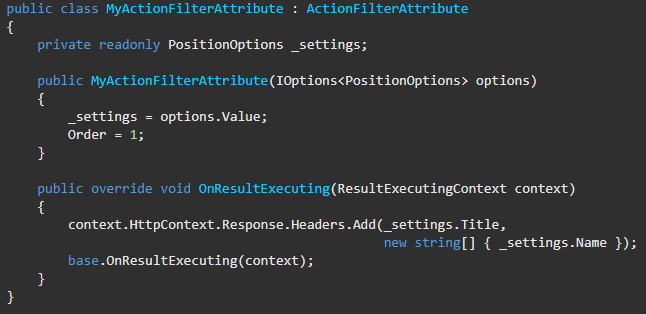 public class MyActionFilterAttribute : ActionFilterAttribute
{
    private readonly PositionOptions _settings;

    public MyActionFilterAttribute(IOptions<PositionOptions> options)
    {
        _settings = options.Value;
        Order = 1;
    }

    public override void OnResultExecuting(ResultExecutingContext context)
    {
        context.HttpContext.Response.Headers.Add(_settings.Title,
                                                 new string[] { _settings.Name });
        base.OnResultExecuting(context);
    }
}